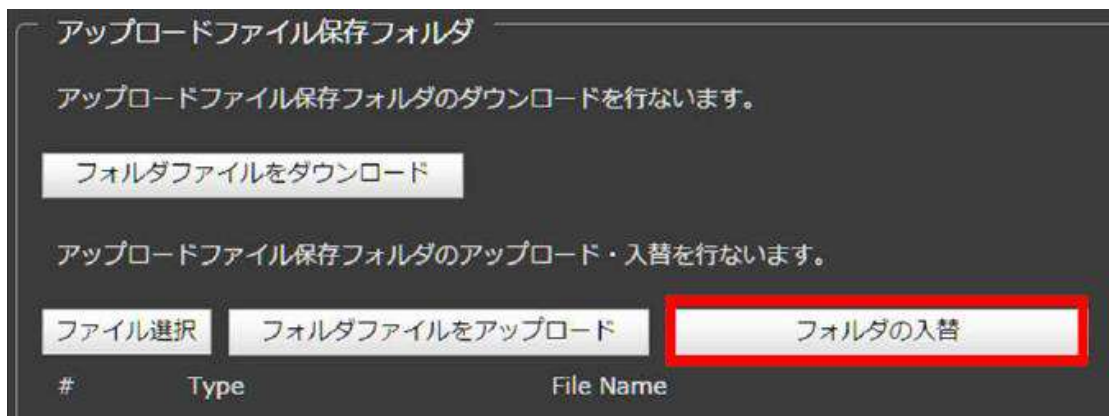 アップロードファイル保存フォルダ
アップロードファイル保存フォルダのダウンロードを行ないます。
フォルダファイルをダウンロード
アップロードファイル保存フォルダのアップロード・入替を行ないます。
ファイル選択 フォルダファイルをアップロード フォルダの入替
# Type File Name